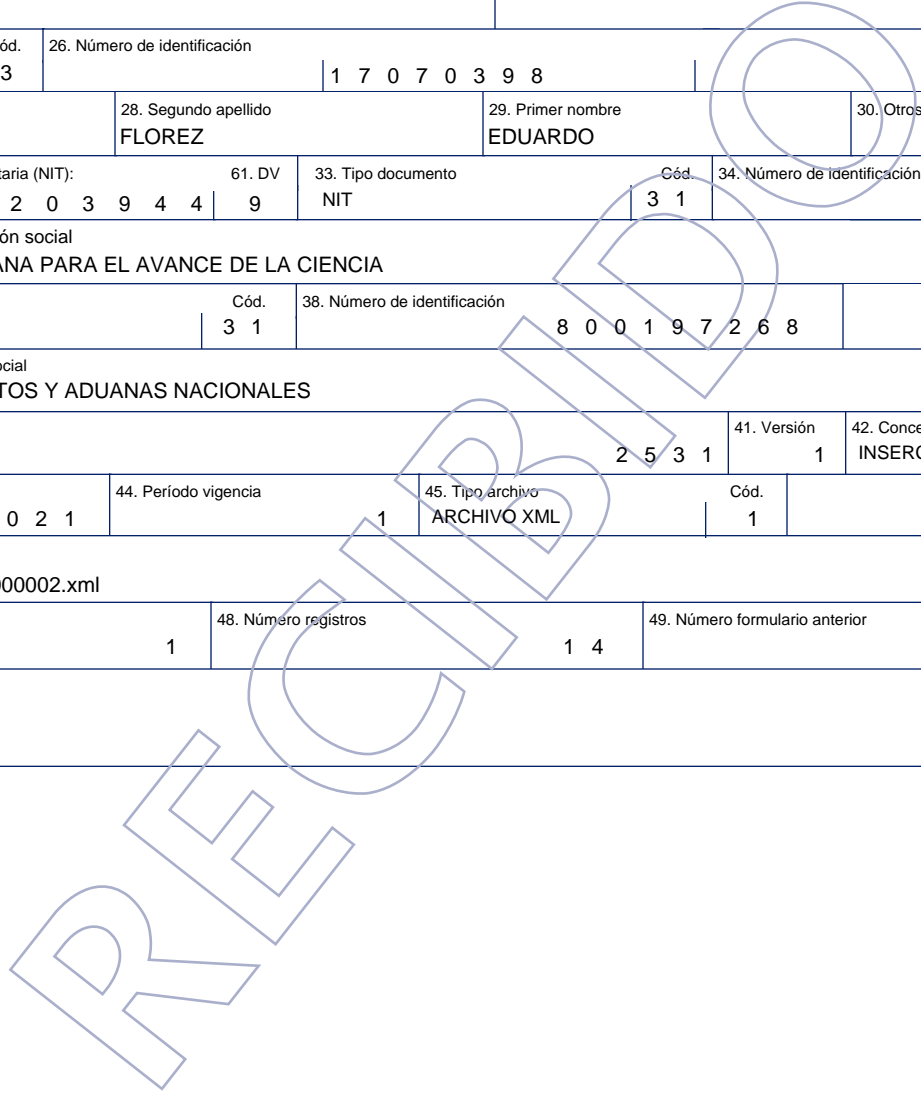 ód. 26. Número de identificación
3 1 7 0 7 0 3 9 8
28. Segundo apellido 29. Primer nombre 30. Otros
FLOREZ EDUARDO
taria (NIT): 61. DV 33. Tipo documento Cód. 34. Número de identificación
2 0 3 9 4 4 9 NIT 3 1
ón social
ANA PARA EL AVANCE DE LA CIENCIA
Cód. 38. Número de identificación
3 1 8 0 0 1 9 7 2 6 8
ocial
TOS Y ADUANAS NACIONALES
41. Versión 42. Conce
2 5 3 1 1 INSERC
44. Período vigencia 45. Tipo archivo Cód.
0 2 1 1 ARCHIVO XML 1
000002.xml
48. Número registros 49. Número formulario anterior
1 1 4
RECIBIDO